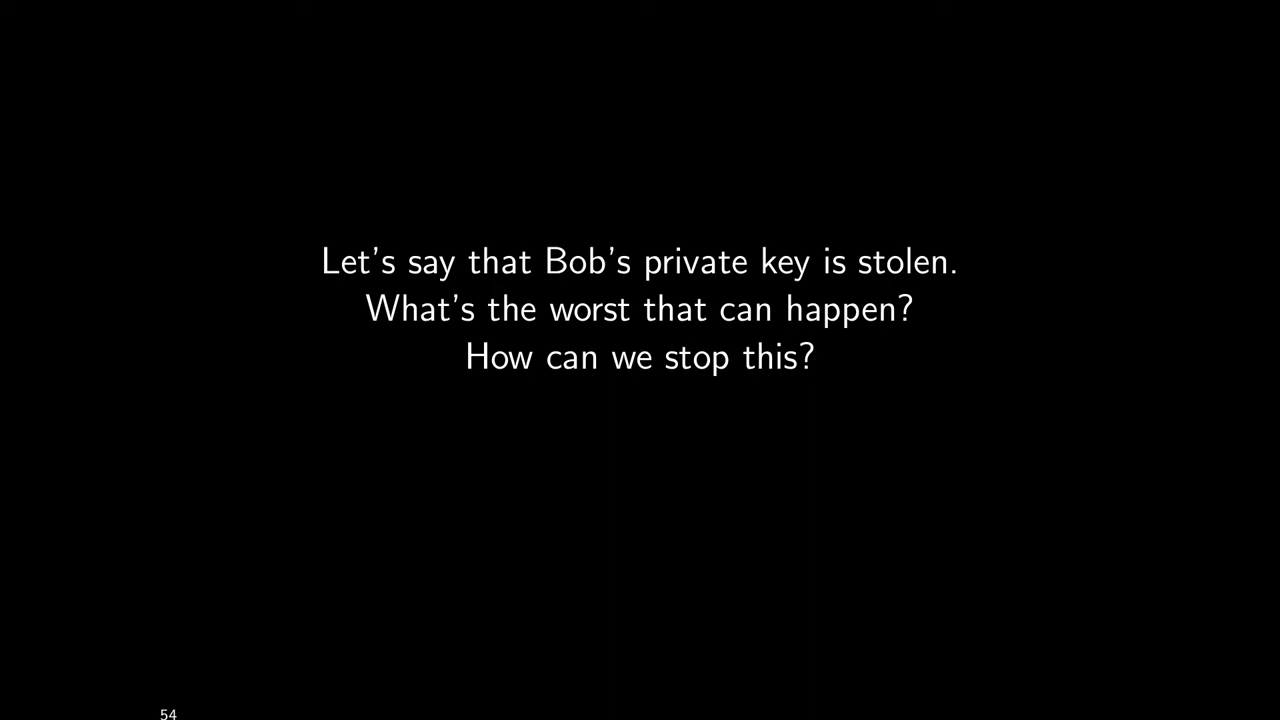 Let's say that Bob's private key is stolen.
What's the worst that can happen?
How can we stop this?
54